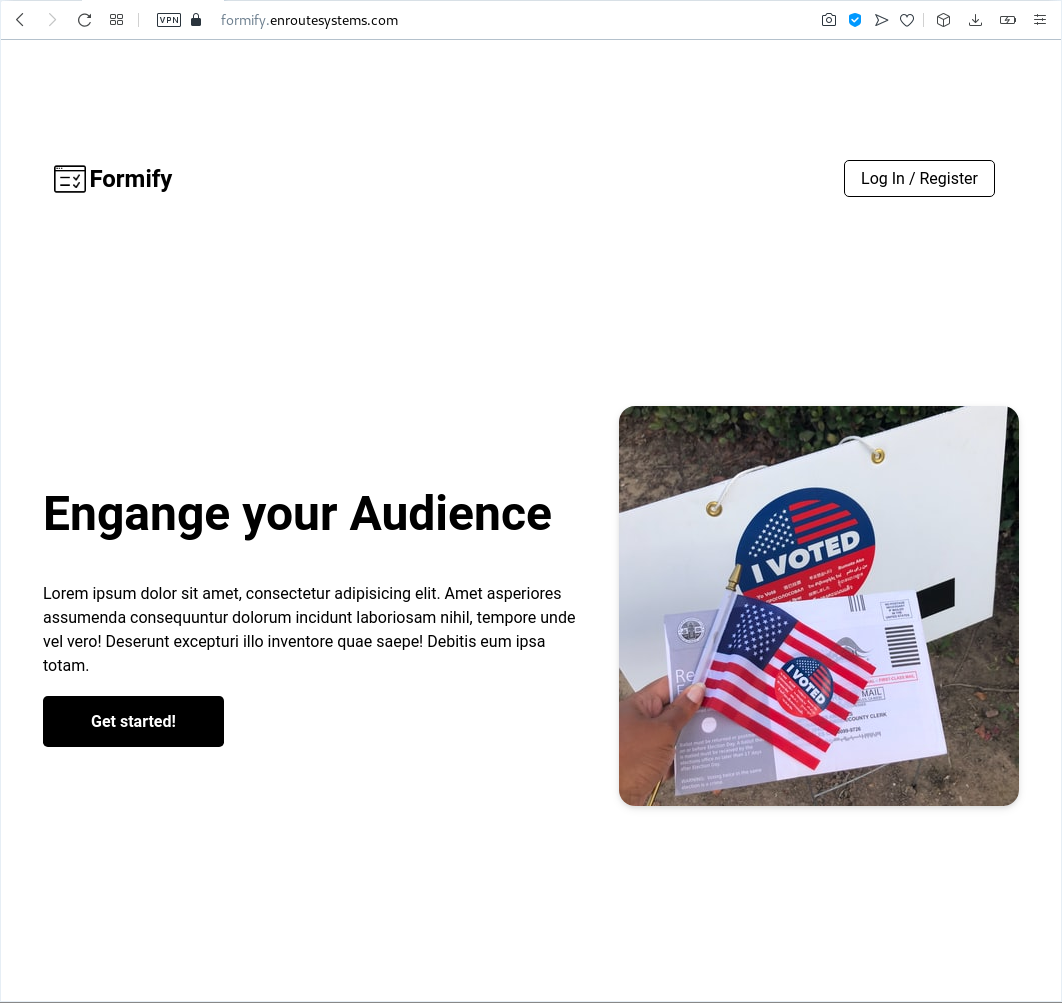 VPN
formify.enroutesystems.com
Formify
Log In / Register
Engange your Audience
Lorem ipsum dolor sit amet, consectetur adipisicing elit. Amet asperiores
assumenda consequuntur dolorum incidunt laboriosam nihil, tempore unde
vel vero! Deserunt excepturi illo inventore quae saepe! Debitis eum ipsa
totam.
Get started!
I VOTED
I VOTED
MAIL
COUNTY CLERK